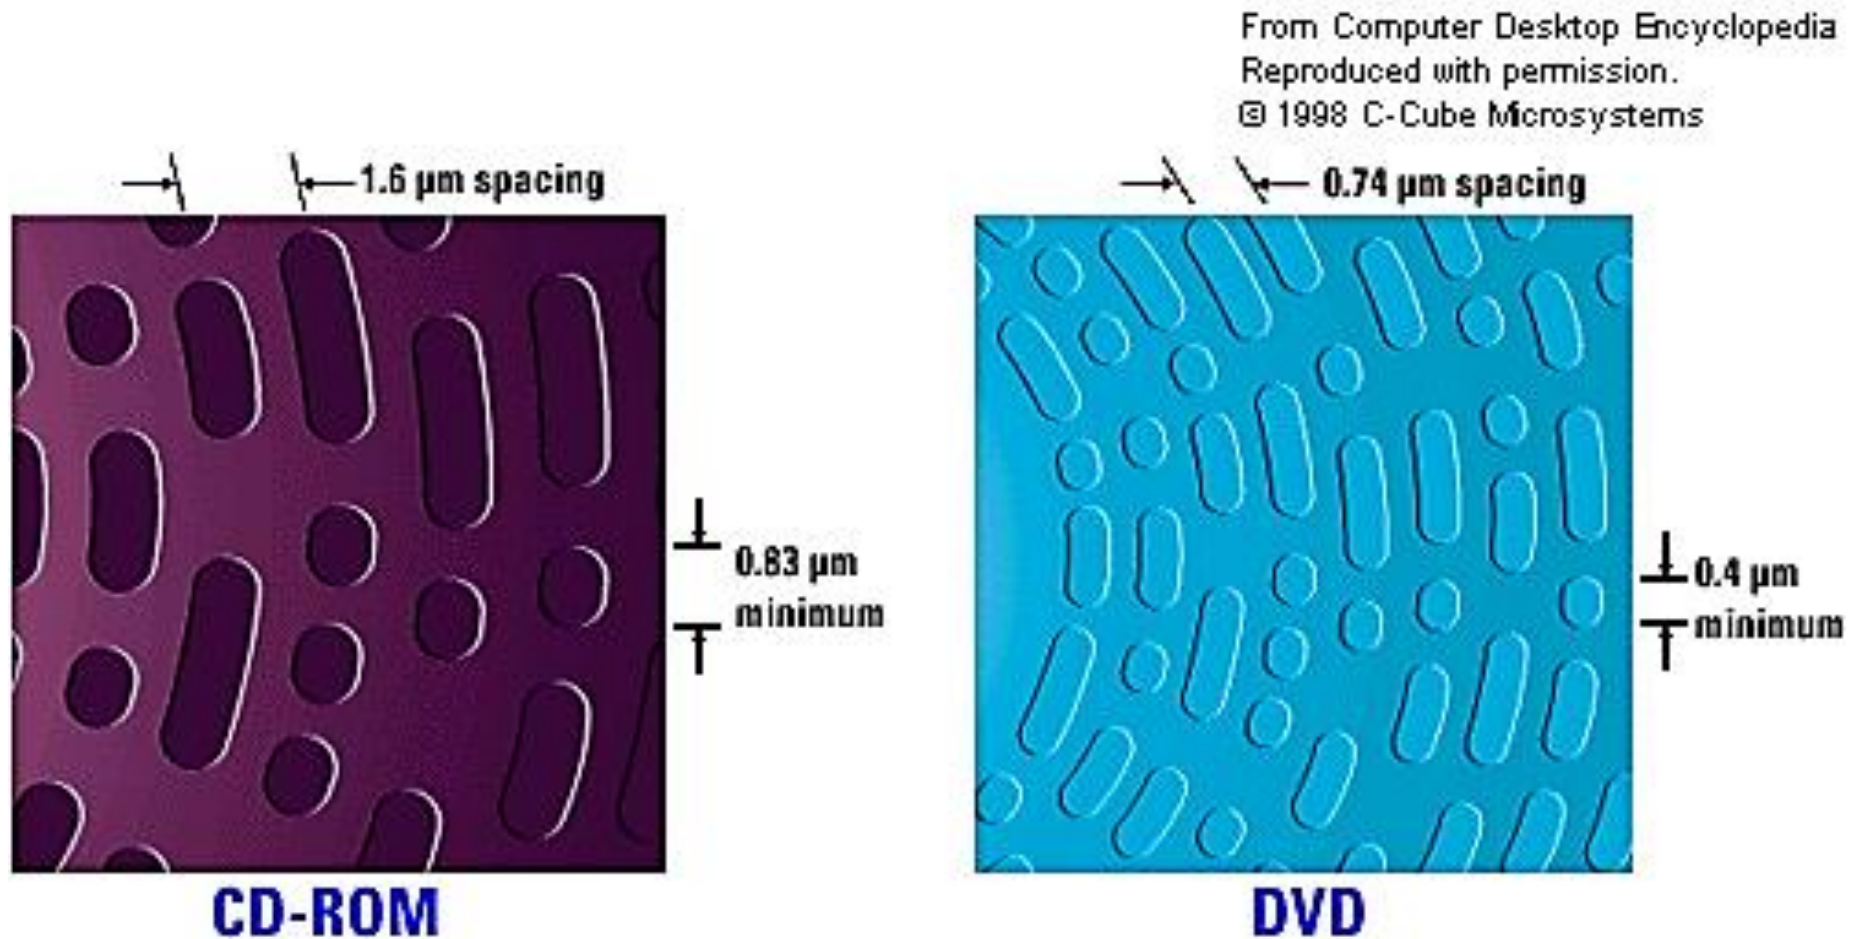 From Computer Desktop Encyclopedia
Reproduced with permission.
© 1998 C-Cube Microsystems
1.6 µm spacing
0.74 µm spacing
0.83 µm
minimum
0.4 µm
minimum
CD-ROM
DVD